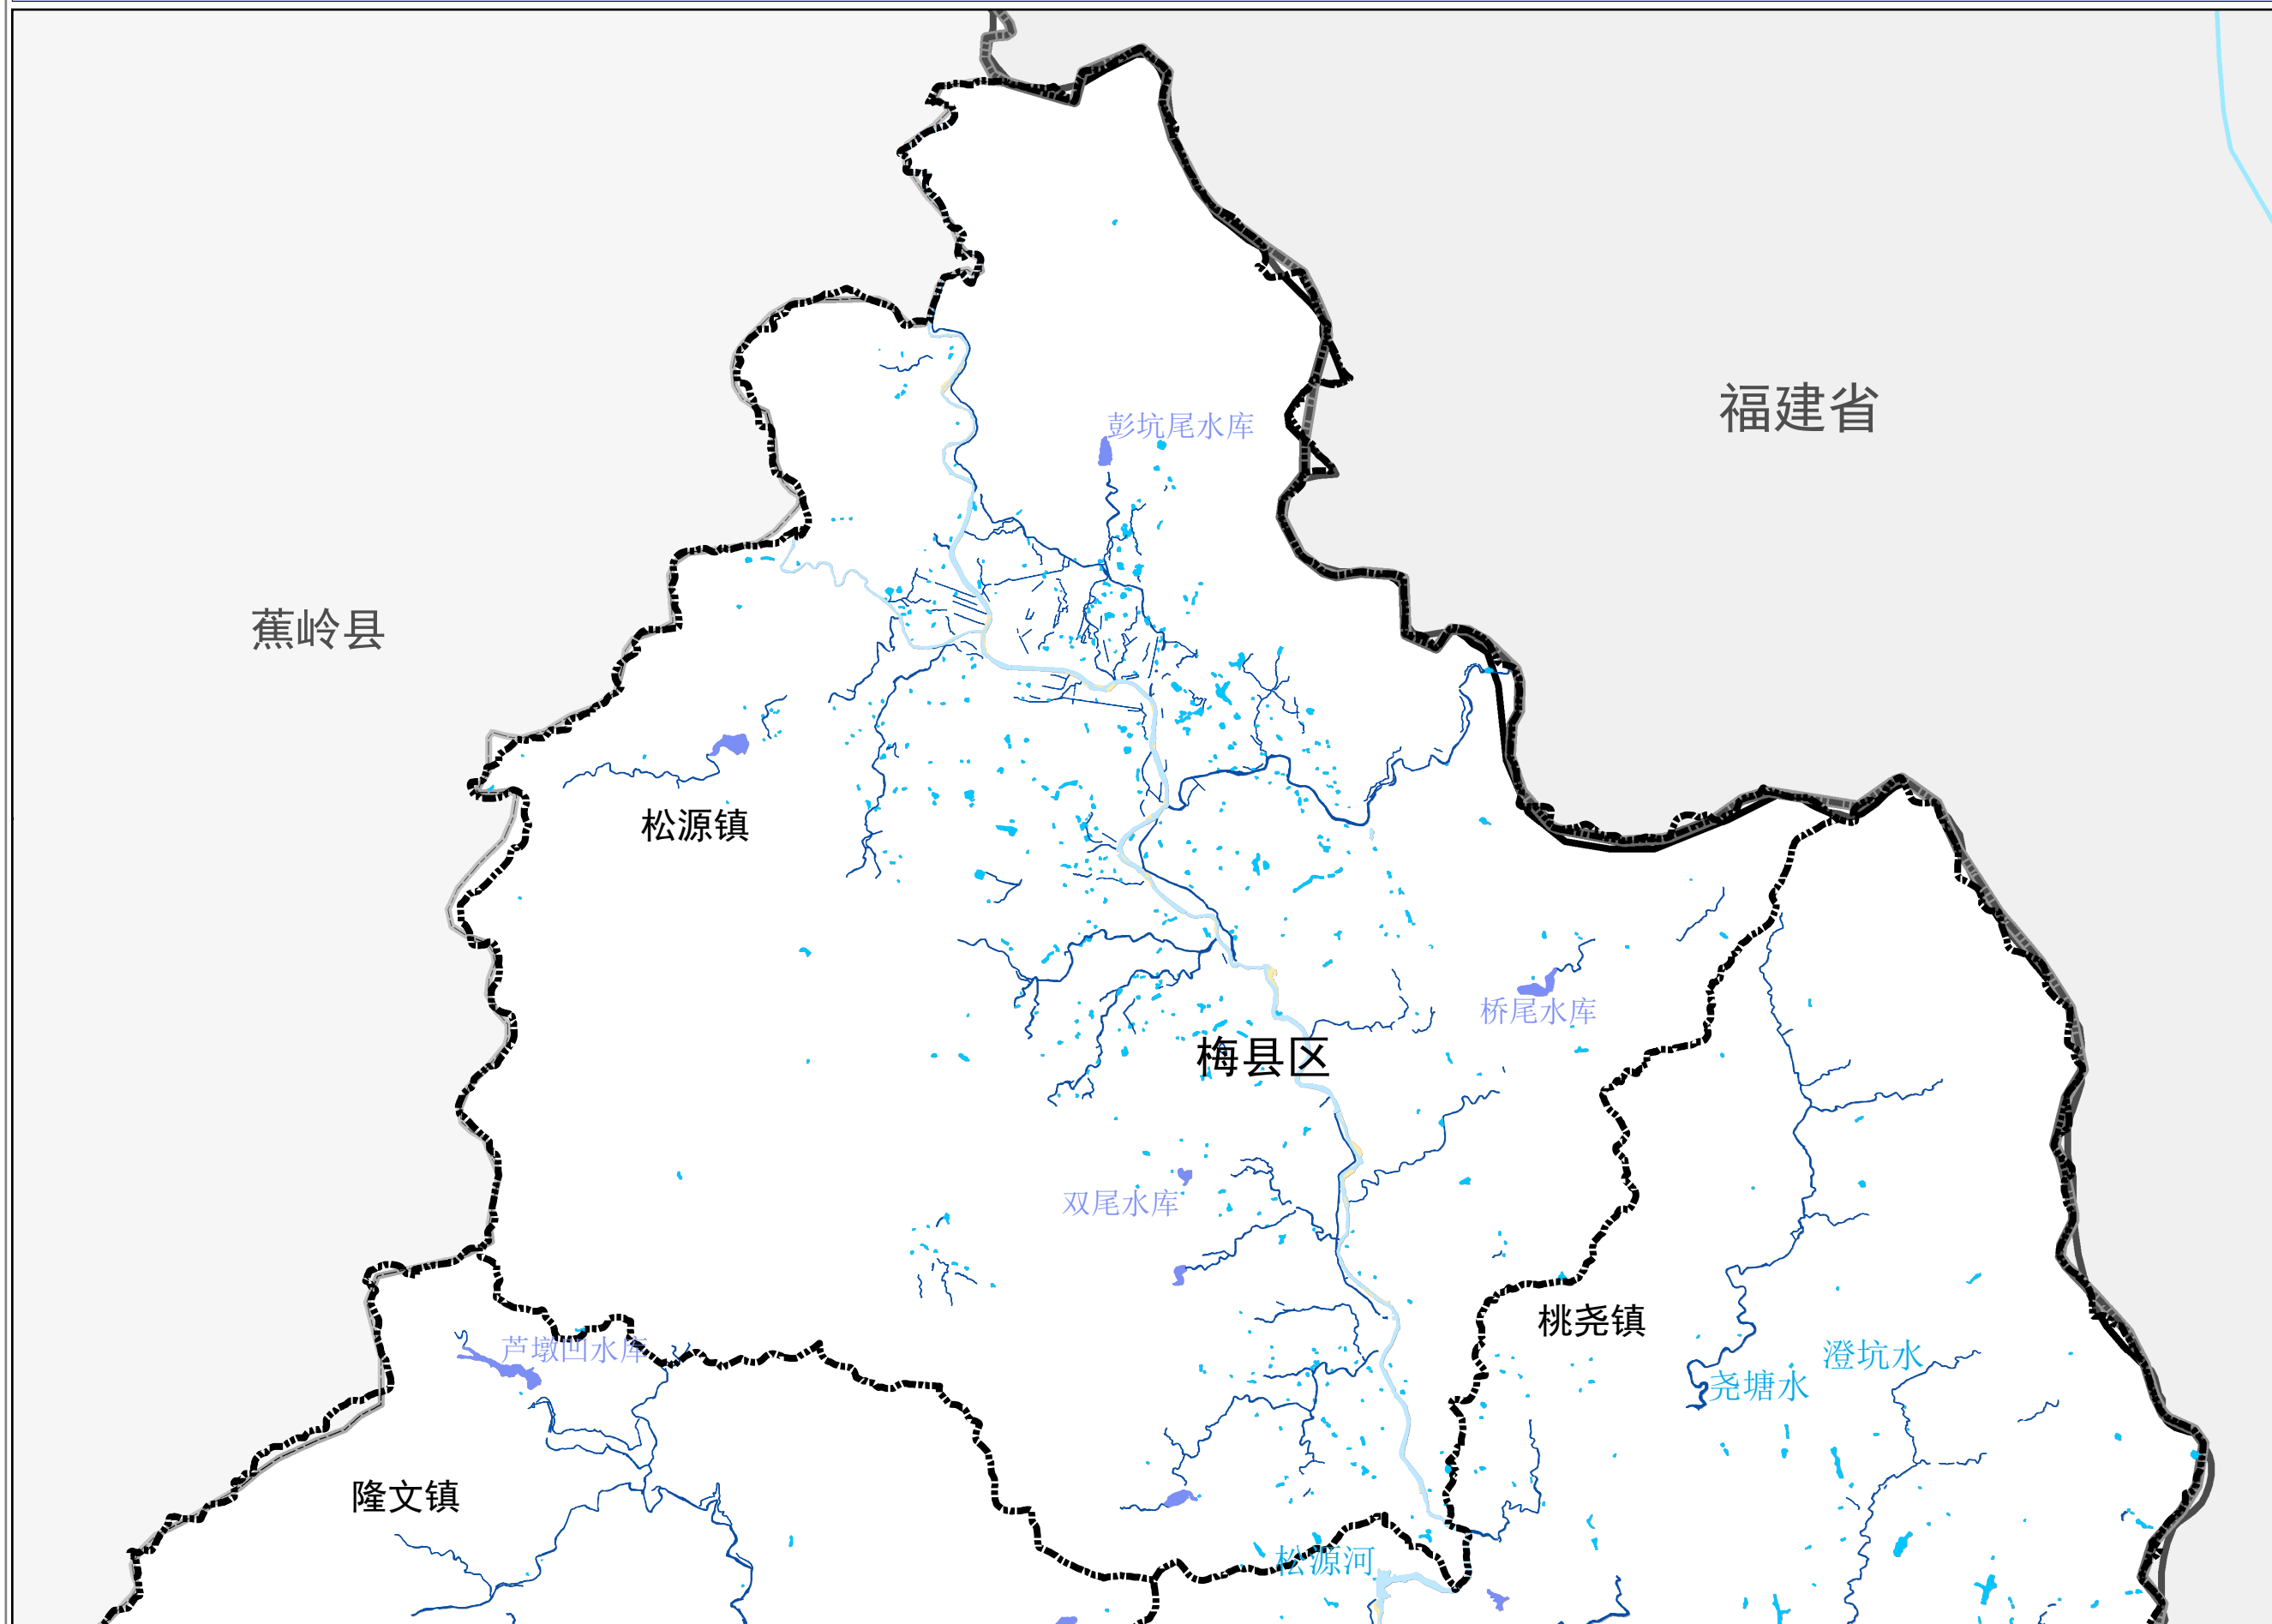 福建省
彭坑尾水库
蕉岭县
松源镇
桥尾水库
梅县区
双尾水库
桃尧镇
芦墩凹水库
澄坑水
尧塘水
隆文镇
松源河